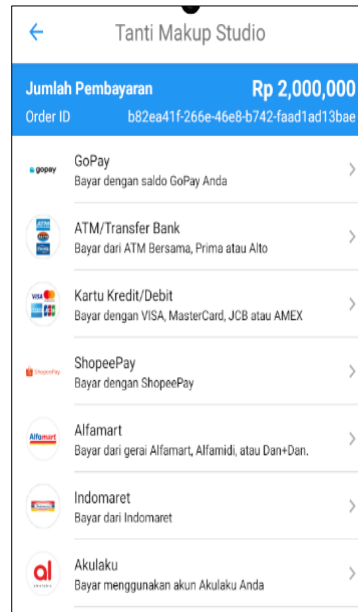 Tanti Makup Studio
Jumlah Pembayaran Rp 2,000,000
Order ID b82ea41f-266e-46e8-b742-faad1ad13bae
gopay GoPay
Bayar dengan saldo GoPay Anda
ATM ATM/Transfer Bank
Bayar dari ATM Bersama, Prima atau Alto
VISA Kartu Kredit/Debit
JCB Bayar dengan VISA, MasterCard, JCB atau AMEX
ShopeePay ShopeePay
Bayar dengan ShopeePay
Alfamart Alfamart
Bayar dari gerai Alfamart, Alfamidi, atau Dan+Dan.
Indomaret
Bayar dari Indomaret
al Akulaku
Bayar menggunakan akun Akulaku Anda